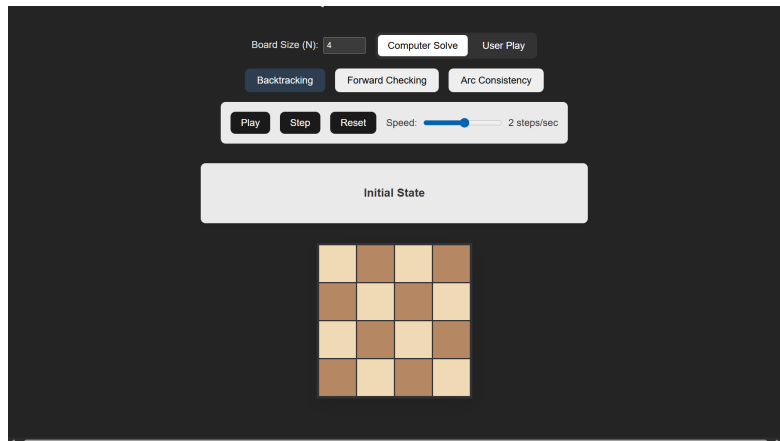 Board Size (N): 4 Computer Solve User Play
Backtracking Forward Checking Arc Consistency
Play Step Reset Speed: 2 steps/sec
Initial State